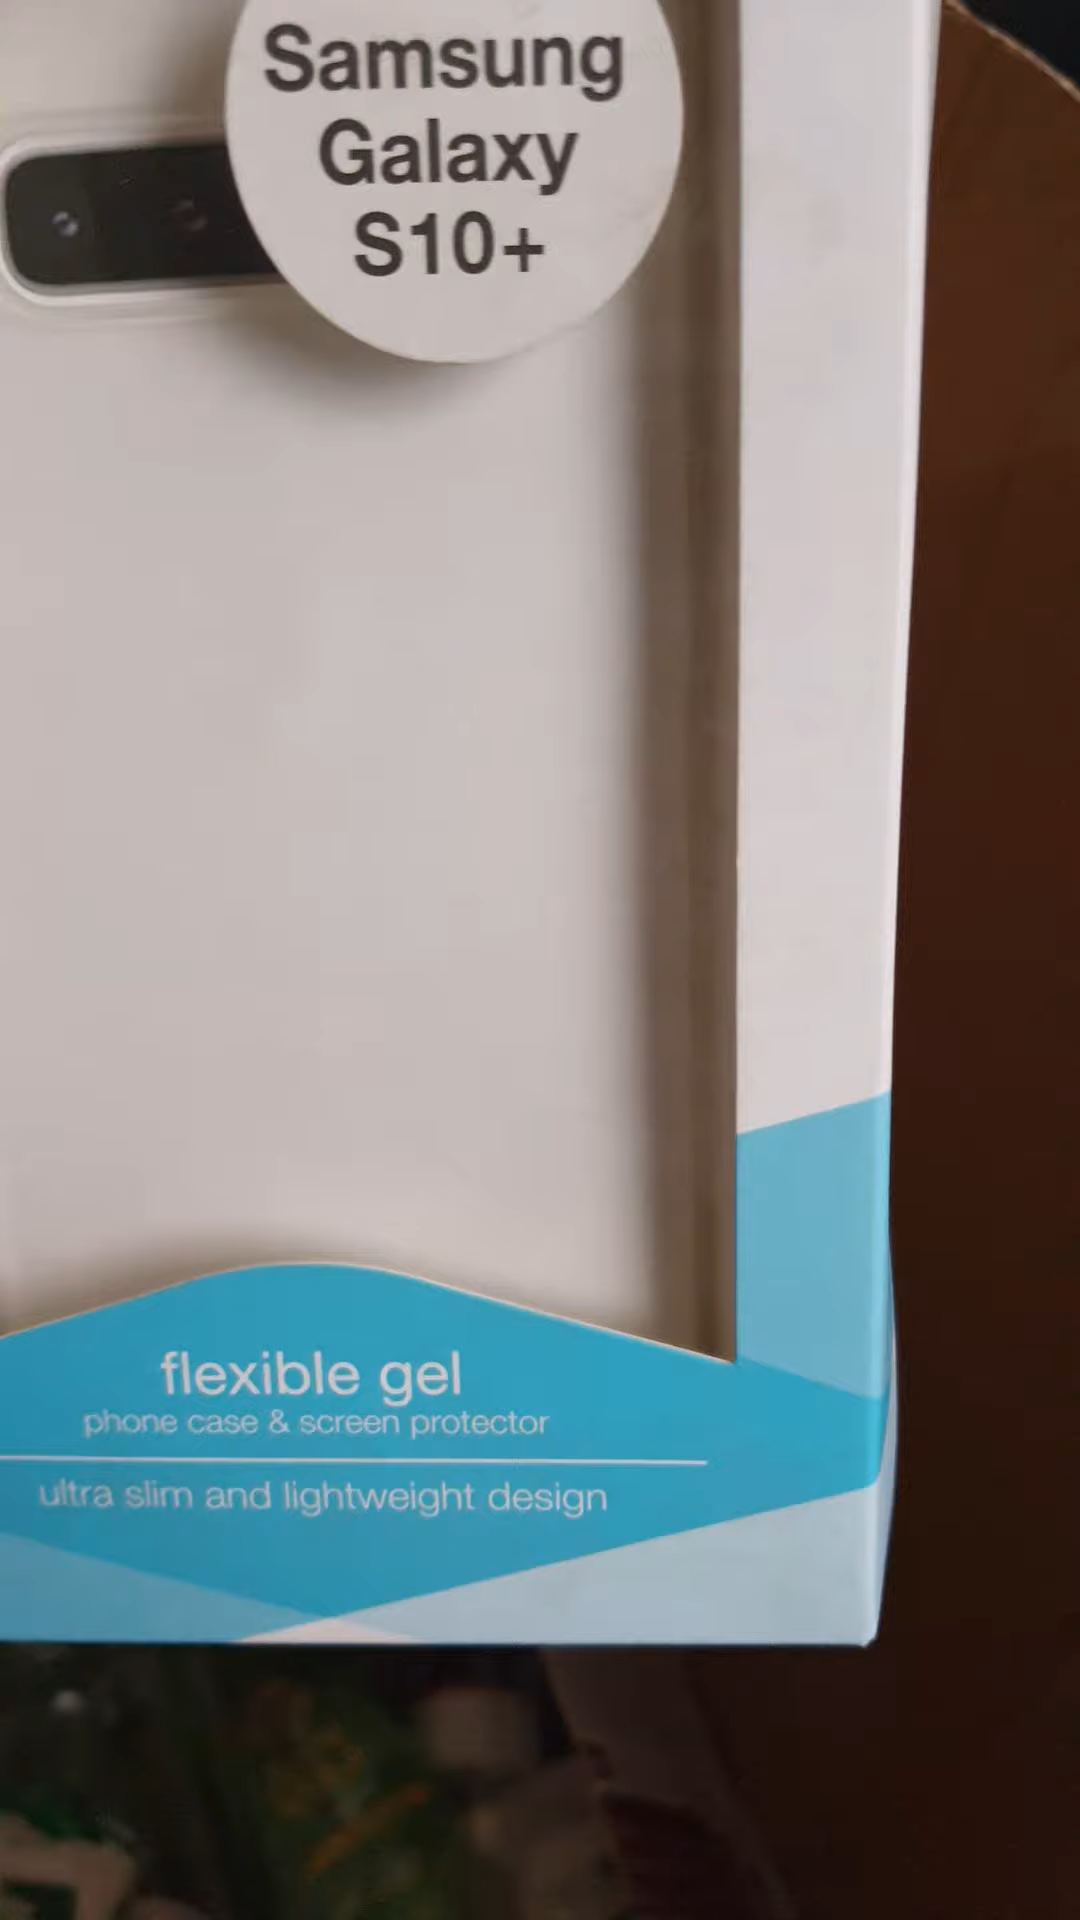 Samsung
Galaxy
S10+
flexible gel
phone case & screen protector
ultra slim and lightweight design